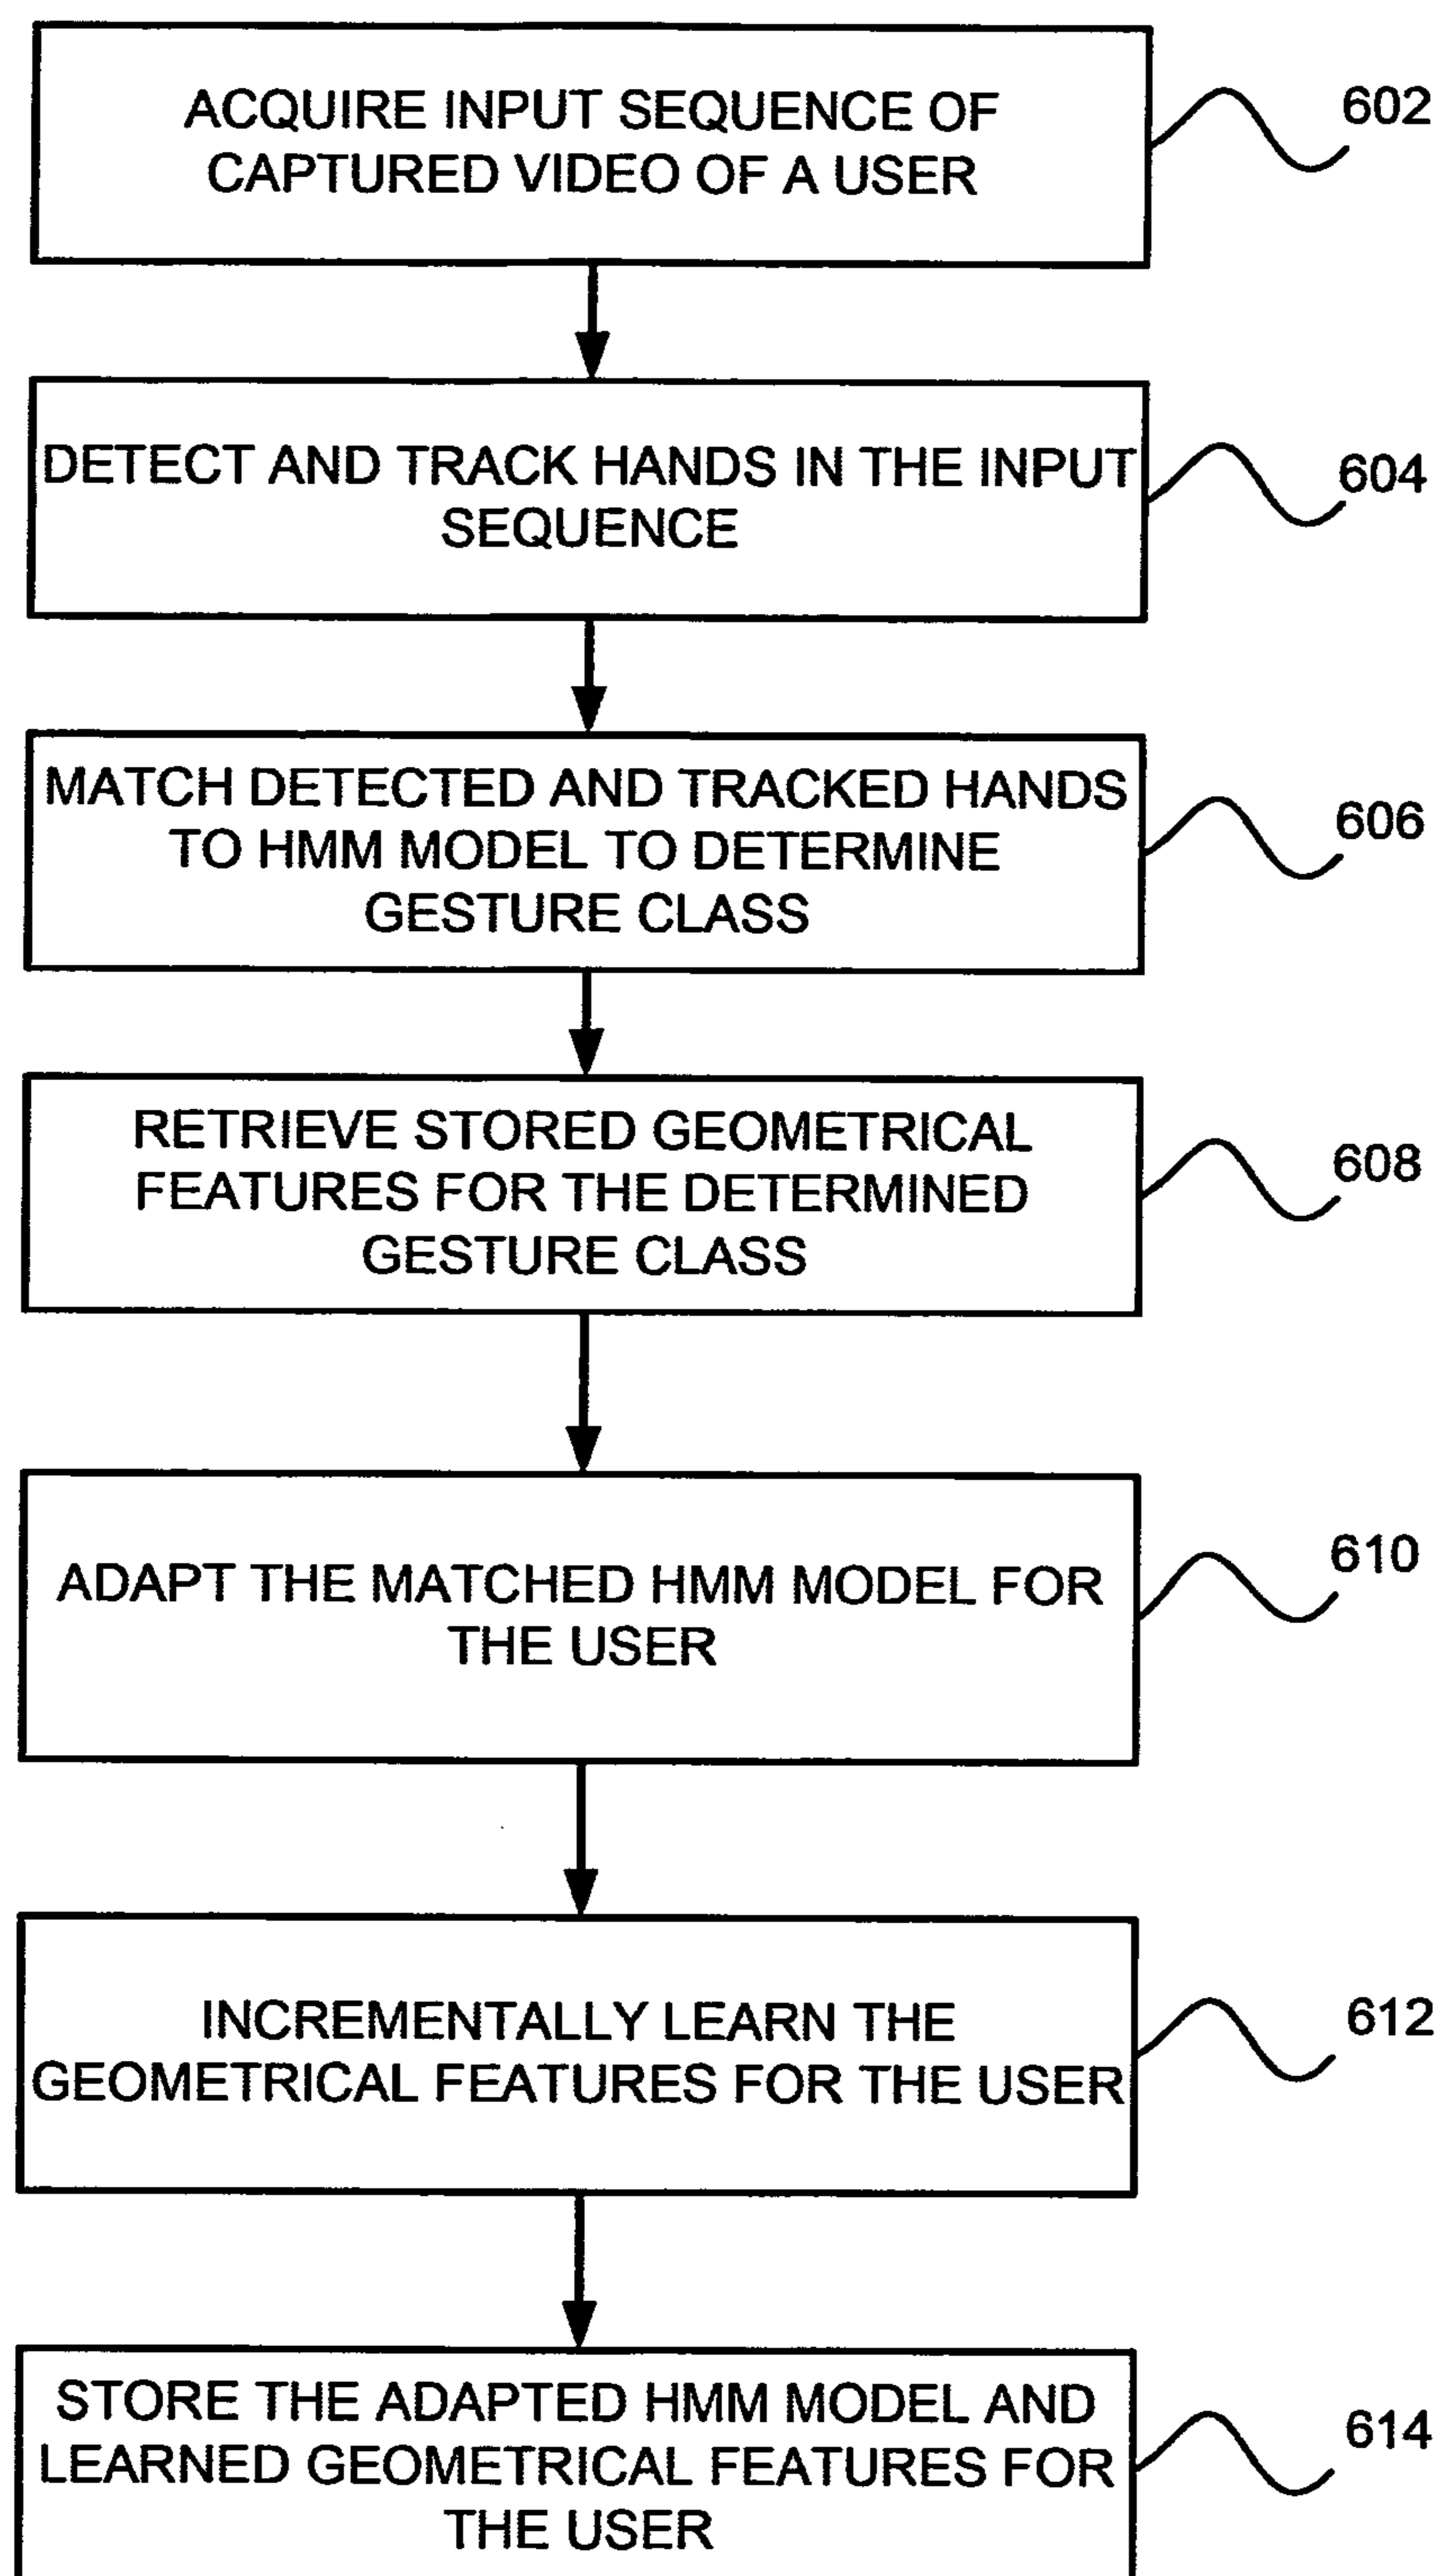 ACQUIRE INPUT SEQUENCE OF
CAPTURED VIDEO OF A USER
602
DETECT AND TRACK HANDS IN THE INPUT
SEQUENCE
604
MATCH DETECTED AND TRACKED HANDS
TO HMM MODEL TO DETERMINE
GESTURE CLASS
606
RETRIEVE STORED GEOMETRICAL
FEATURES FOR THE DETERMINED
GESTURE CLASS
608
ADAPT THE MATCHED HMM MODEL FOR
THE USER
610
INCREMENTALLY LEARN THE
GEOMETRICAL FEATURES FOR THE USER
612
STORE THE ADAPTED HMM MODEL AND
LEARNED GEOMETRICAL FEATURES FOR
THE USER
614